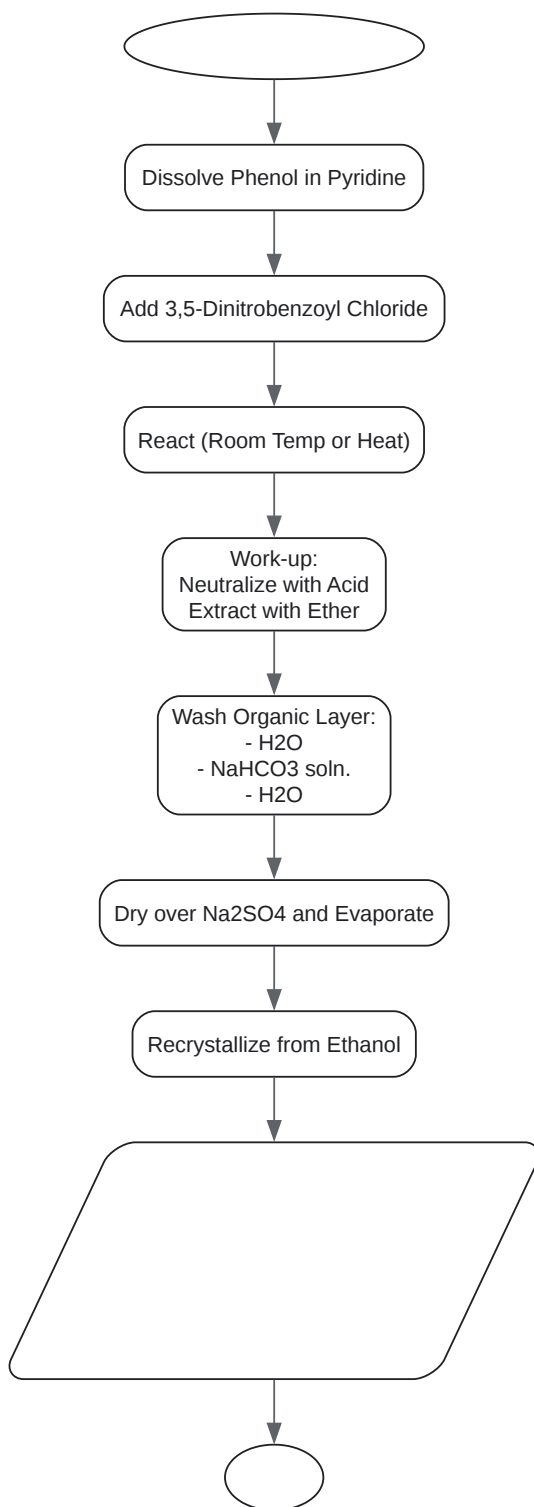 Dissolve Phenol in Pyridine
Add 3,5-Dinitrobenzoyl Chloride
React (Room Temp or Heat)
Work-up:
Neutralize with Acid
Extract with Ether
Wash Organic Layer:
- H2O
- NaHCO3 soln.
- H2O
Dry over Na2SO4 and Evaporate
Recrystallize from Ethanol